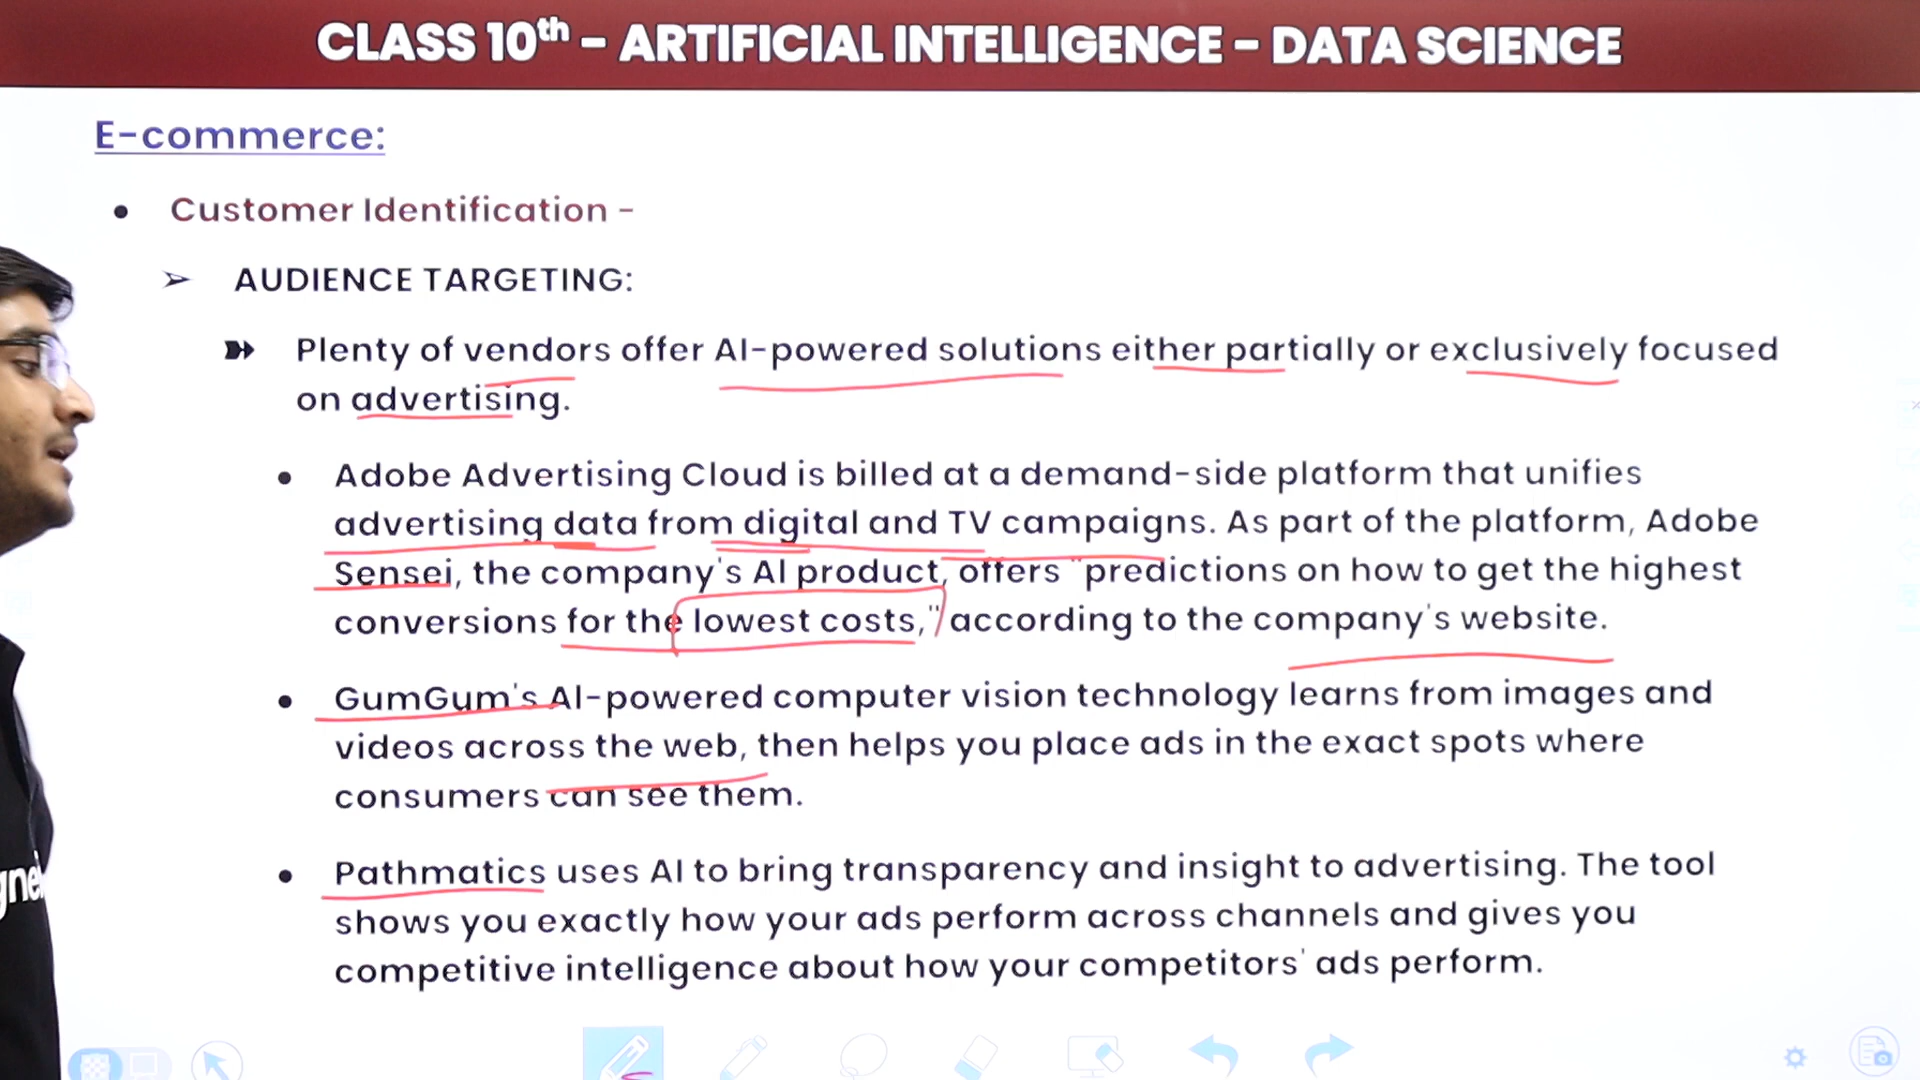 CLASS 10th - ARTIFICIAL INTELLIGENCE - DATA SCIENCE
E-commerce:
• Customer Identification -
➢ AUDIENCE TARGETING:
Plenty of vendors offer AI-powered solutions either partially or exclusively focused
on advertising.
• Adobe Advertising Cloud is billed at a demand-side platform that unifies
advertising data from digital and TV campaigns. As part of the platform, Adobe
Sensei, the company's AI product, offers "predictions on how to get the highest
conversions for the lowest costs," according to the company's website.
• GumGum's AI-powered computer vision technology learns from images and
videos across the web, then helps you place ads in the exact spots where
consumers can see them.
• Pathmatics uses AI to bring transparency and insight to advertising. The tool
shows you exactly how your ads perform across channels and gives you
competitive intelligence about how your competitors' ads perform.